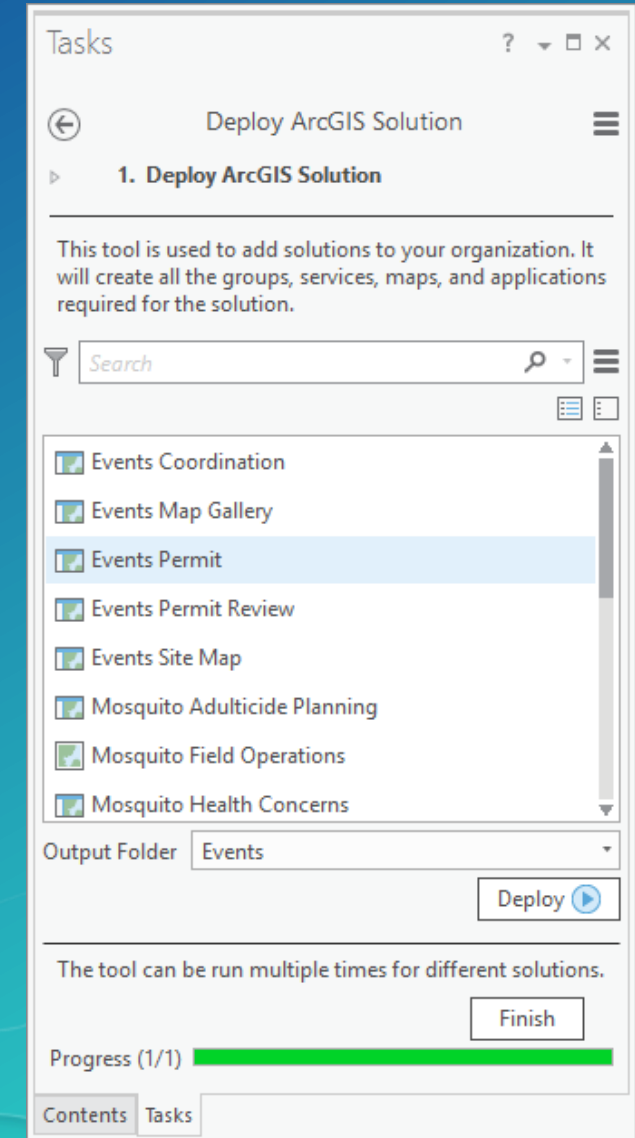 Tasks
?
Deploy ArcGIS Solution
1. Deploy ArcGIS Solution
This tool is used to add solutions to your organization. It
will create all the groups, services, maps, and applications
required for the solution.
Search
Events Coordination
Events Map Gallery
Events Permit
Events Permit Review
Events Site Map
Mosquito Adulticide Planning
Mosquito Field Operations
Mosquito Health Concerns
Output Folder Events
Deploy
The tool can be run multiple times for different solutions.
Finish
Progress (1/1)
Contents Tasks